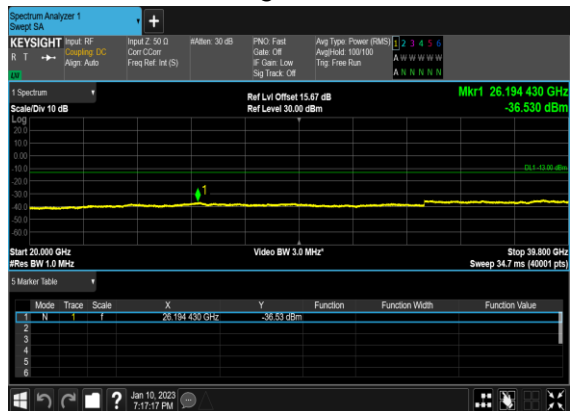 Spectrum Analyzer 1
Swept SA
+
KEYSIGHT Input: RF Input Z: 50 Ω #Atten: 30 dB PNO: Fast Avg Type: Power (RMS) 1 2 3 4 5 6
R T Coupling: DC Corr CCorr Gate: Off Avg|Hold: 100/100 A W W W W W
Align: Auto Freq Ref: Int (S) IF Gain: Low Trig: Free Run
LW Sig Track: Off A N N N N N
1 Spectrum Ref Lvl Offset 15.67 dB Mkr1 26.194 430 GHz
Scale/Div 10 dB Ref Level 30.00 dBm -36.530 dBm
Log
20.0
10.0
0.00
-10.0 DL1 -13.00 dBm
-20.0
-30.0 1
-40.0
-50.0
-60.0
Start 20.000 GHz Video BW 3.0 MHz* Stop 39.800 GHz
#Res BW 1.0 MHz Sweep 34.7 ms (40001 pts)
5 Marker Table
Mode Trace Scale X Y Function Function Width Function Value
1 N 1 f 26.194 430 GHz -36.53 dBm
2
3
4
5
6
? Jan 10, 2023
7:17:17 PM